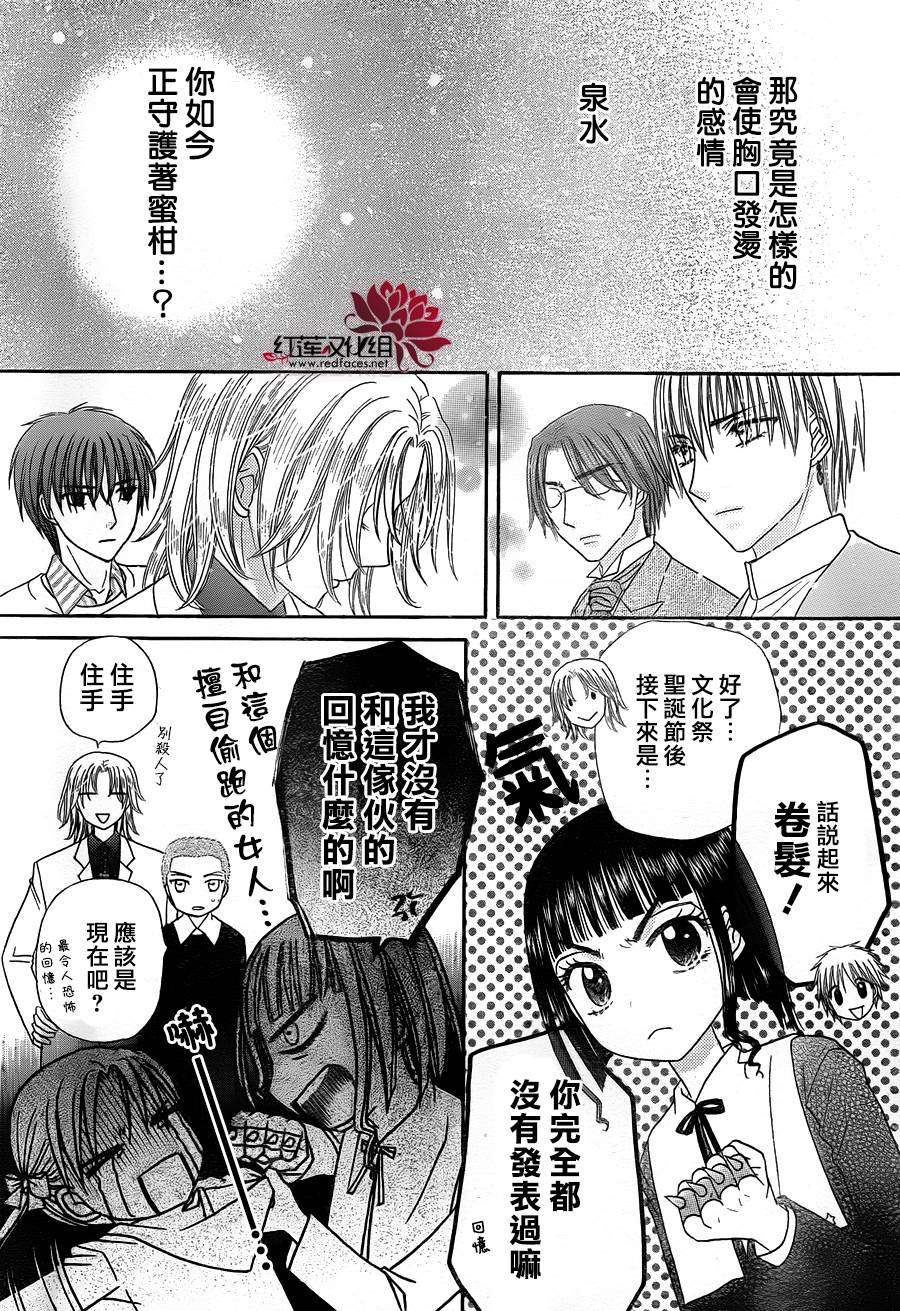 那究竟是怎樣的
會使胸口發燙
的感情
泉水
你如今
正守護著蜜柑…?
红莲文化组
www.redfaces.net
話說起來
卷髮!
好了…
文化祭
聖誕節後
接下來是…
氣
你完全都
沒有發表過嘛
回憶
我才沒有
和這傢伙的
回憶什麼的啊
和這個
擅自偷跑的女人…
住手
住手
別殺人了
應該是
現在吧?
最令人恐怖
的回憶…
嚇——…